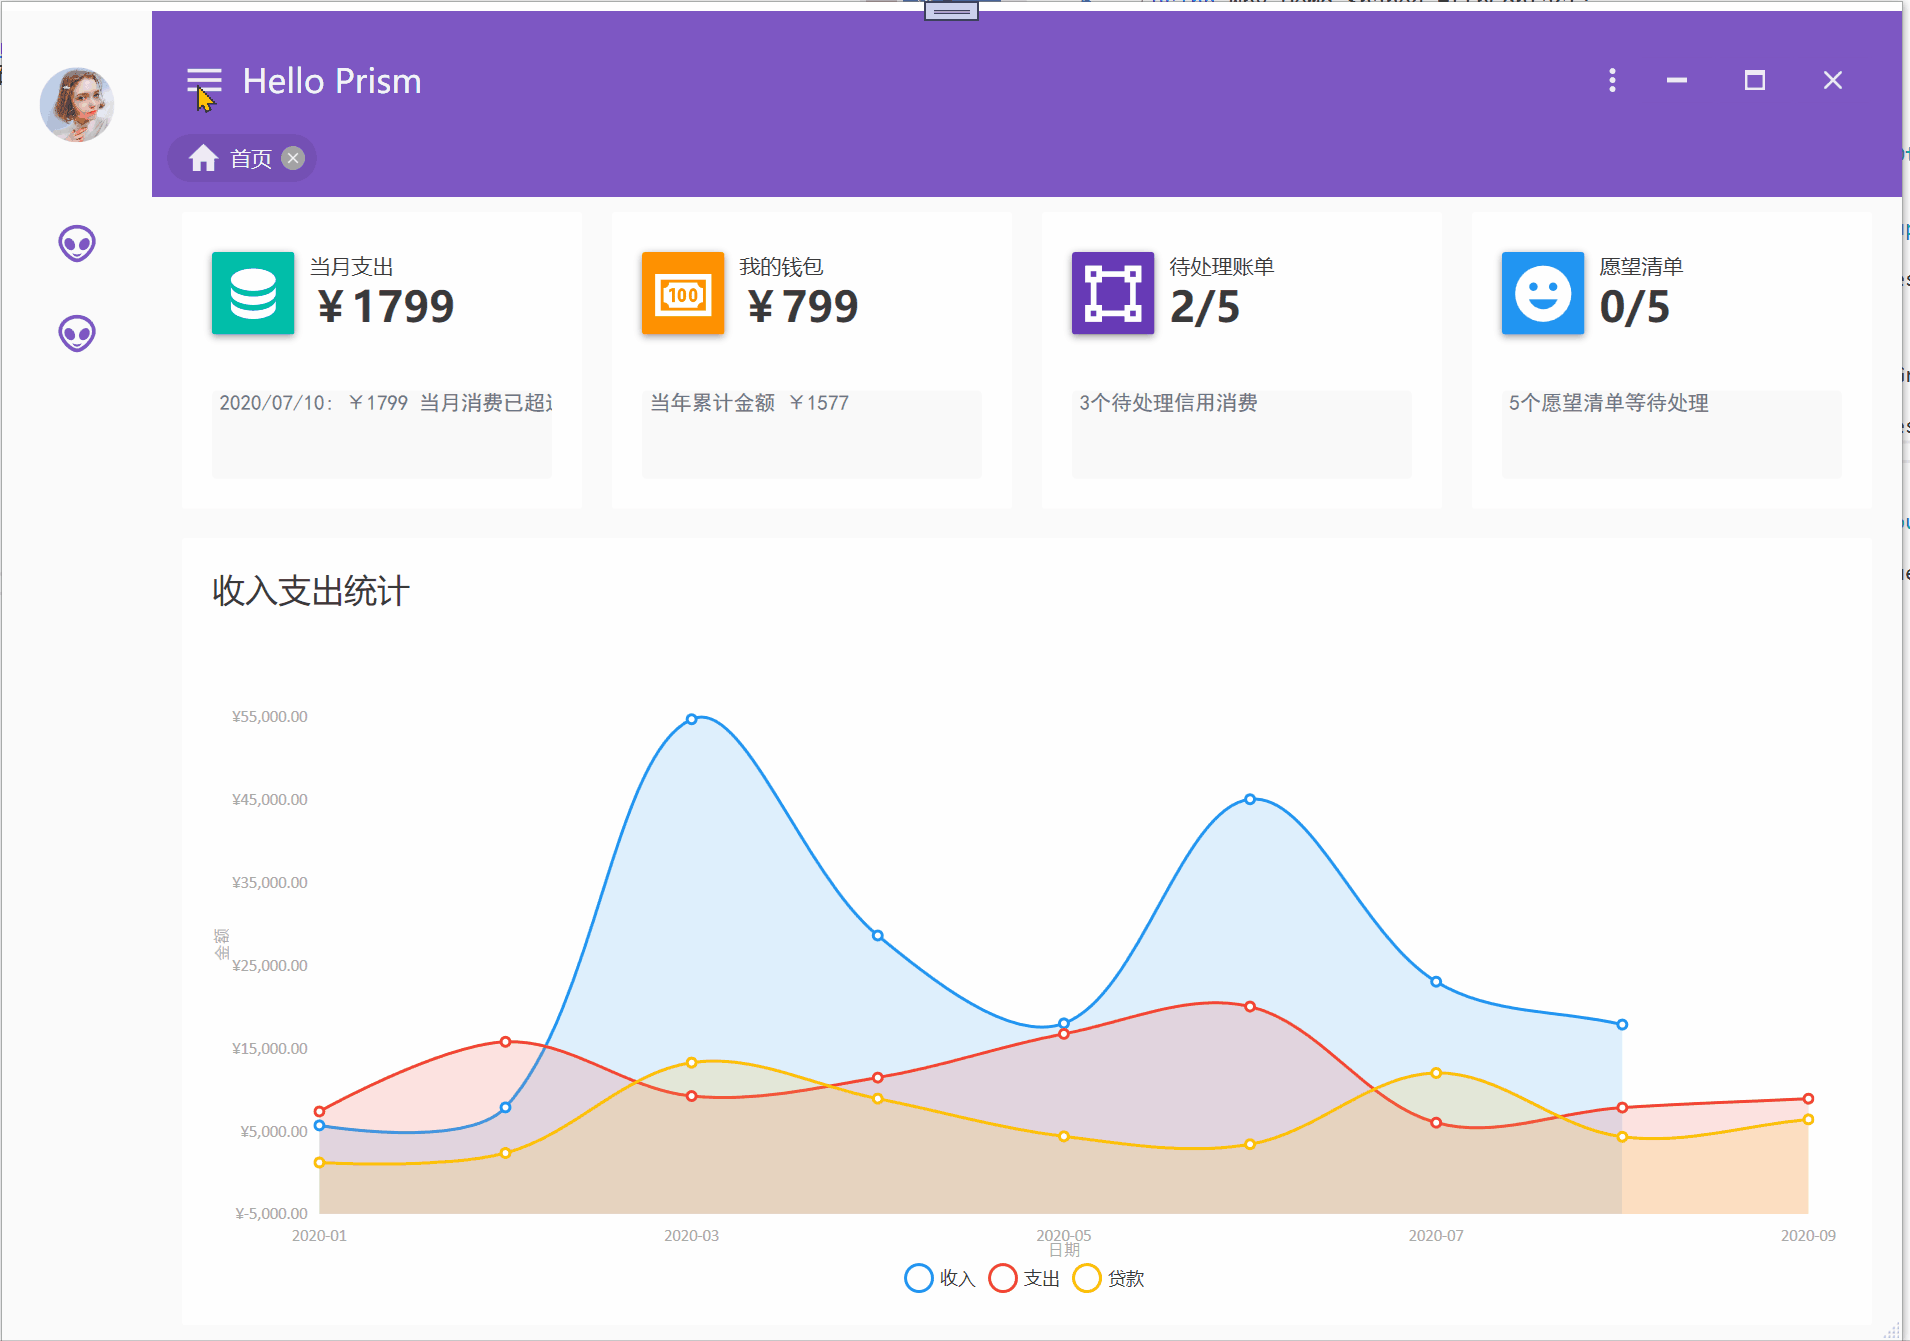 Hello Prism
首页
当月支出
￥1799
2020/07/10: ￥1799 当月消费已超
我的钱包
￥799
当年累计金额 ￥1577
待处理账单
2/5
3个待处理信用消费
愿望清单
0/5
5个愿望清单等待处理
100
收入支出统计
¥55,000.00
¥45,000.00
¥35,000.00
金额
¥25,000.00
¥15,000.00
¥5,000.00
¥-5,000.00
2020-01
2020-03
2020-05
2020-07
2020-09
日期
收入
支出
贷款